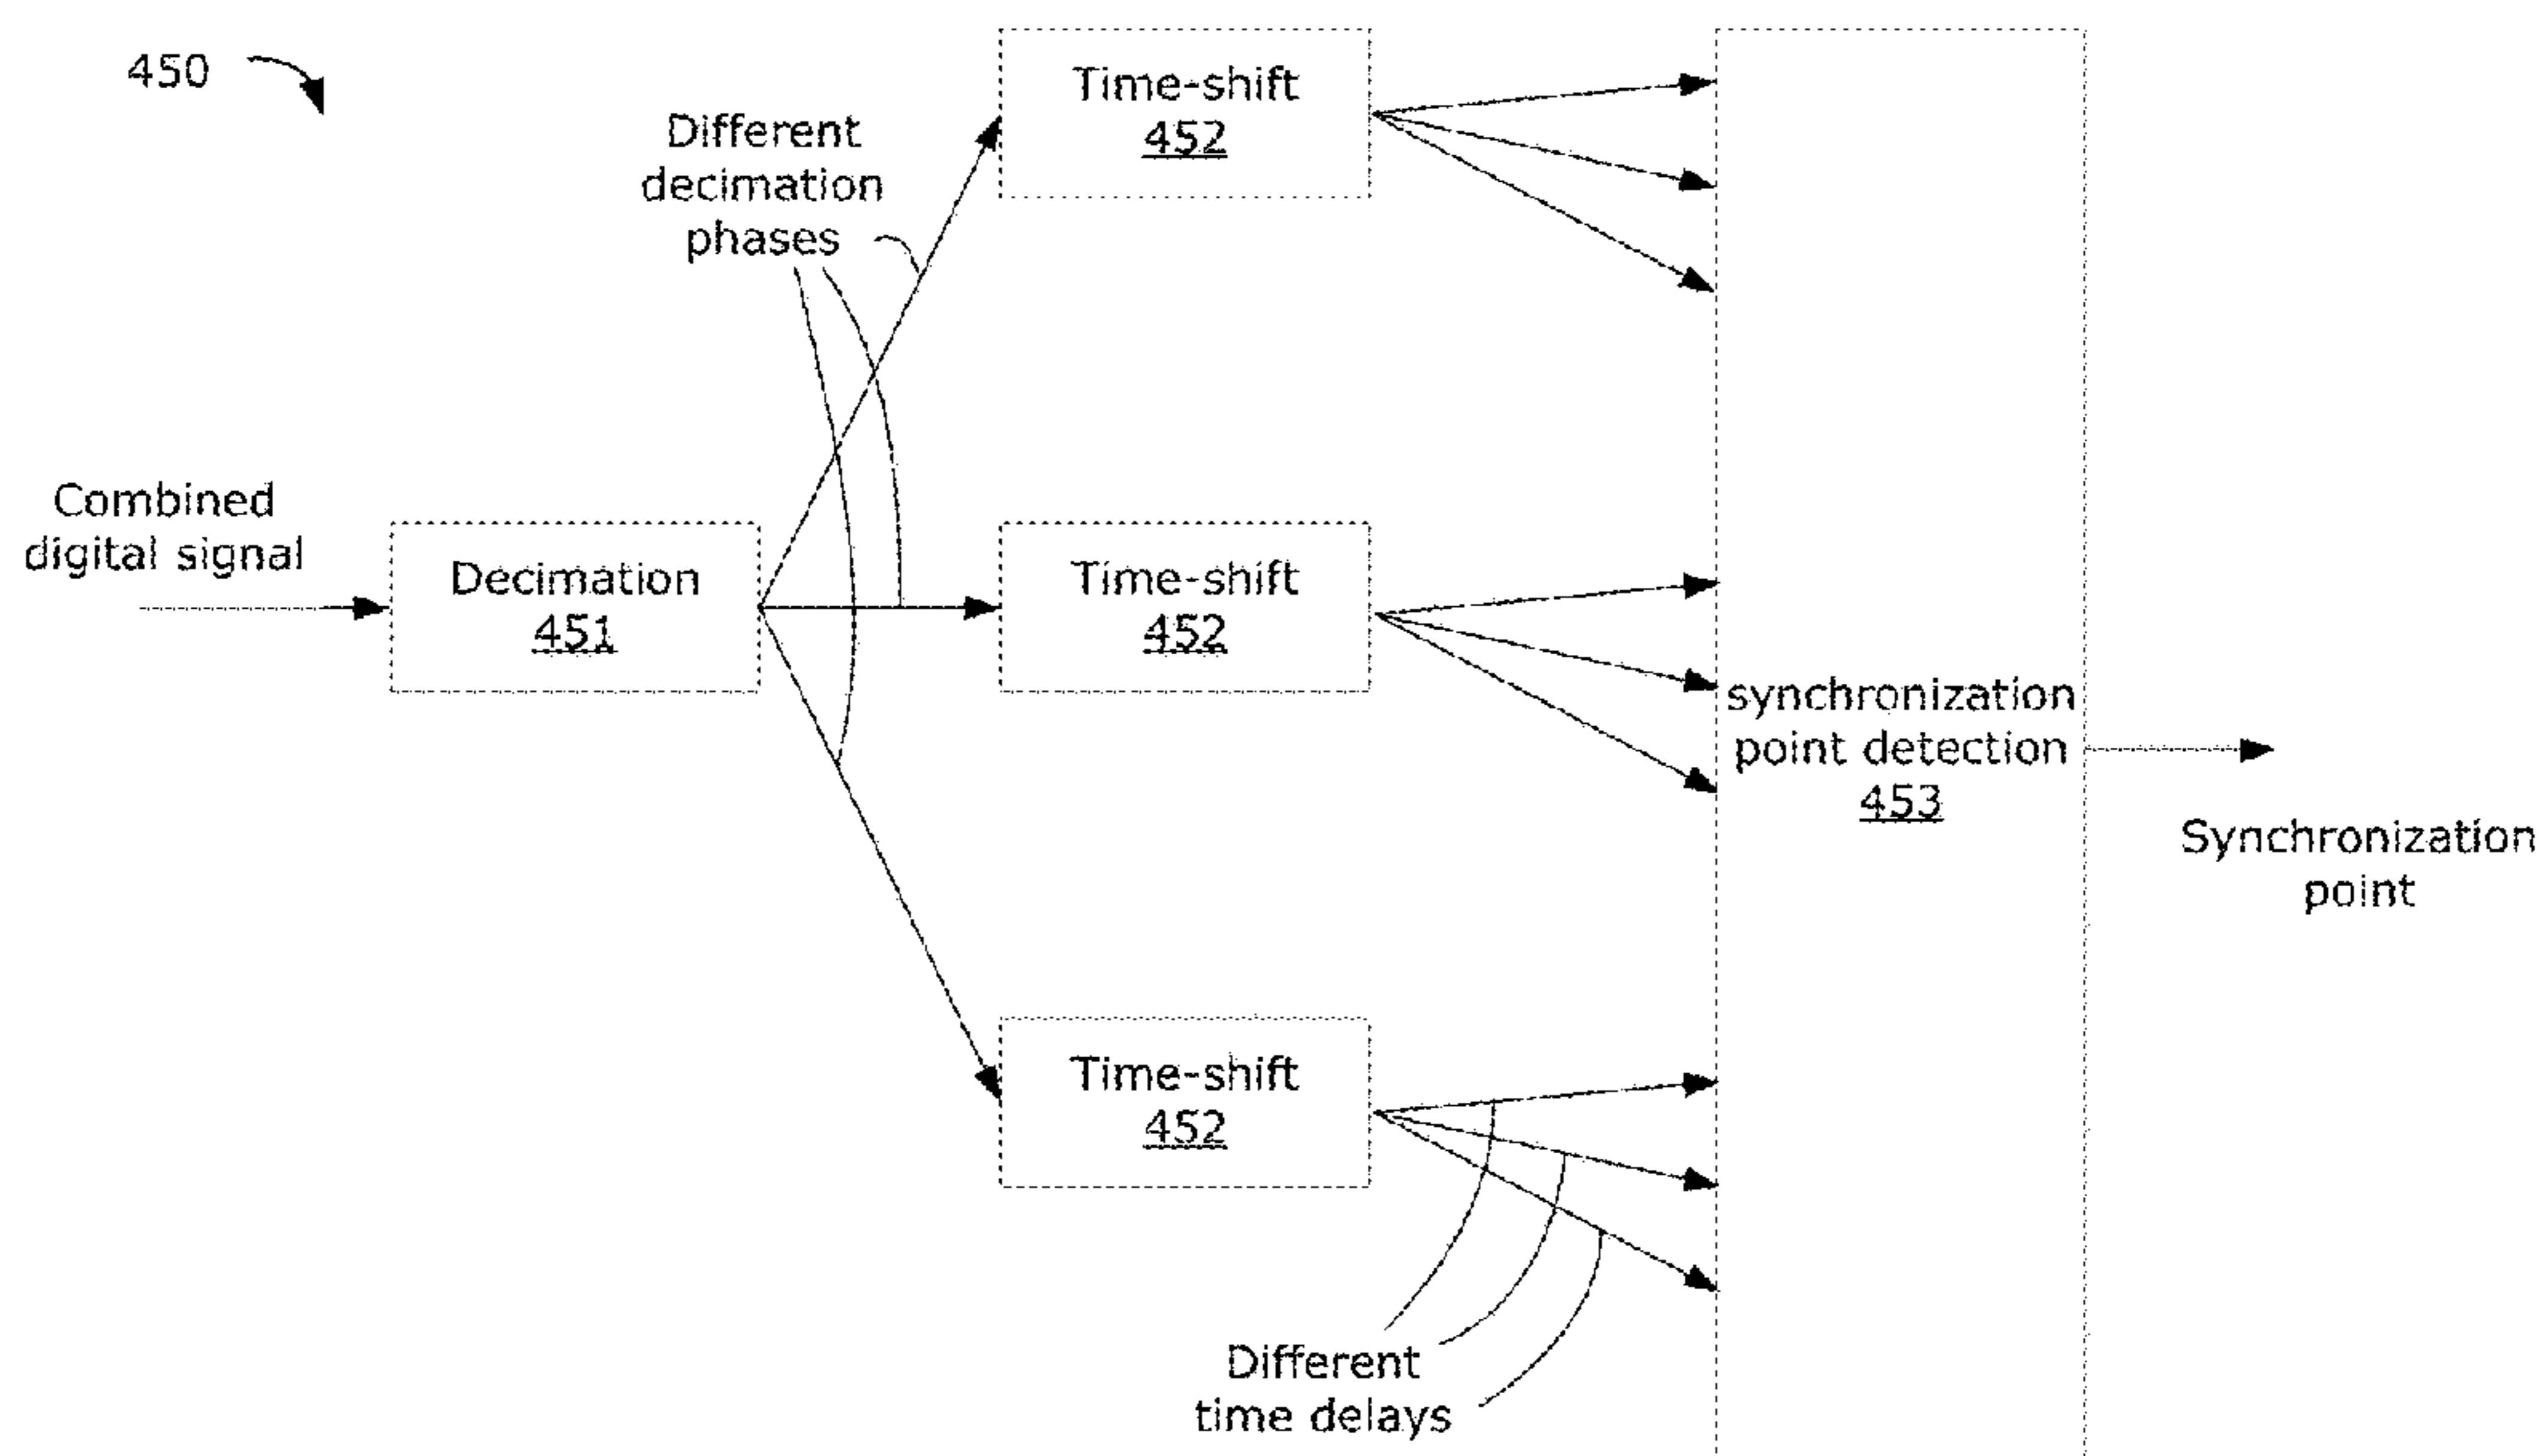 450
Different
decimation
phases
Time-shift
452
Combined
digital signal
Decimation
451
Time-shift
452
synchronization
point detection
453
Synchronization
point
Time-shift
452
Different
time delays